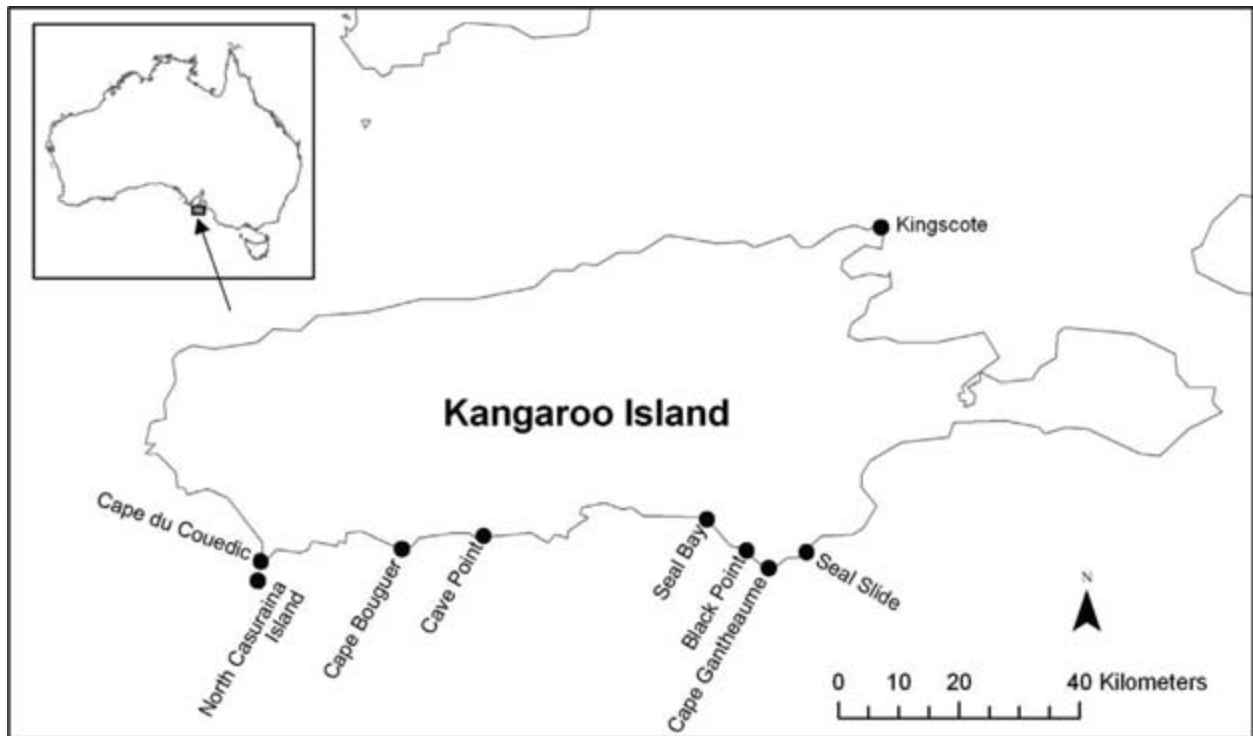 Kingscote
Kangaroo Island
Cape du Couedic
North Casuraina
Island
Cape Bouguer
Cave Point
Seal Bay
Black Point
Cape Gantheaume
Seal Slide
N
0 10 20 40 Kilometers